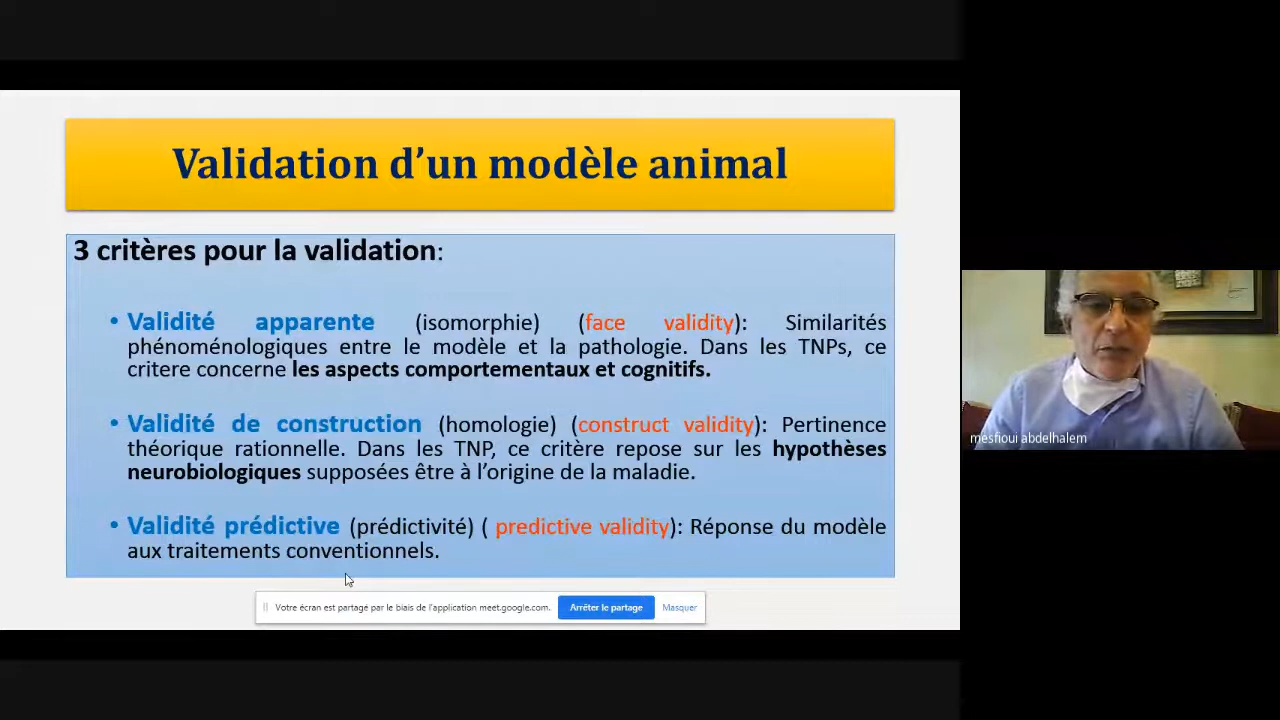 Validation d’un modèle animal
3 critères pour la validation:
• Validité apparente (isomorphie) (face validity): Similarités
phénoménologiques entre le modèle et la pathologie. Dans les TNPs, ce
critere concerne les aspects comportementaux et cognitifs.
• Validité de construction (homologie) (construct validity): Pertinence
théorique rationnelle. Dans les TNP, ce critère repose sur les hypothèses
neurobiologiques supposées être à l’origine de la maladie.
• Validité prédictive (prédictivité) ( predictive validity): Réponse du modèle
aux traitements conventionnels.
Votre écran est partagé par le biais de l'application meet.google.com. Arrêter le partage Masquer
mesfioui abdelhalem